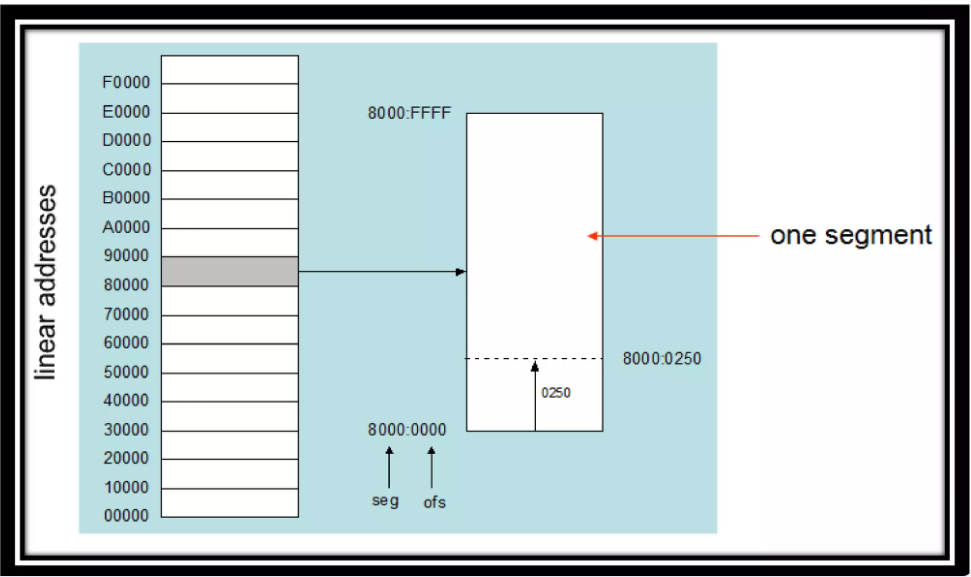 linear addresses
F0000
E0000
D0000
C0000
B0000
A0000
90000
80000
70000
60000
50000
40000
30000
20000
10000
00000
8000:FFFF
one segment
8000:0250
0250
8000:0000
seg ofs